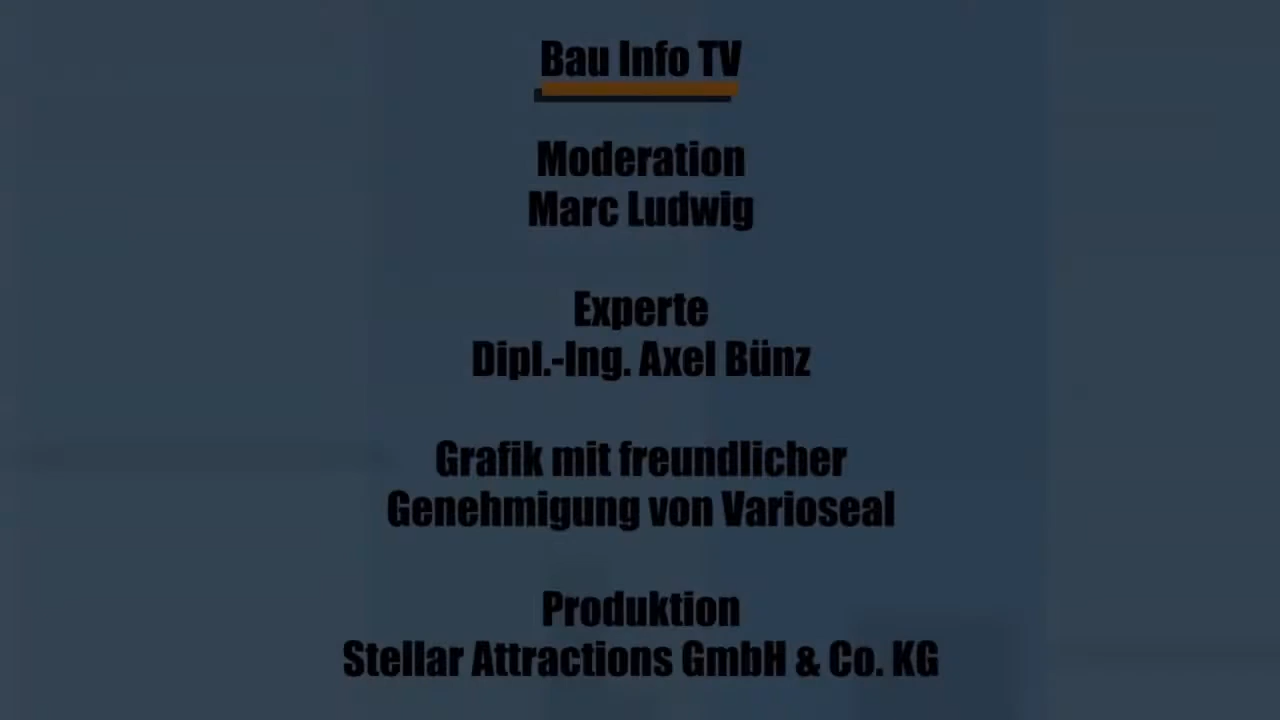 Bau Info TV
Moderation
Marc Ludwig
Experte
Dipl.-Ing. Axel Bünz
Grafik mit freundlicher
Genehmigung von Varioseal
Produktion
Stellar Attractions GmbH & Co. KG